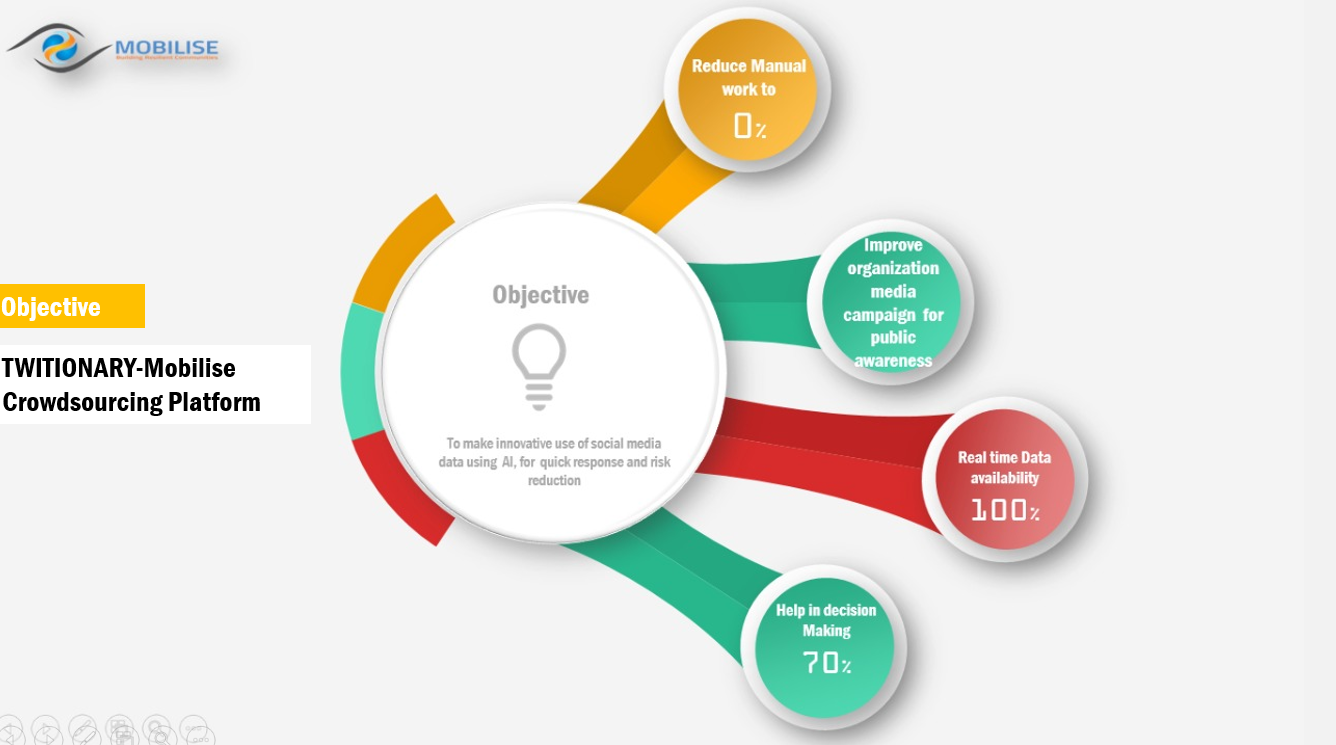 MOBILISE
Building Resilient Communities
Objective
TWITIONARY-Mobilise
Crowdsourcing Platform
Objective
To make innovative use of social media
data using AI, for quick response and risk
reduction
Reduce Manual
work to
0%
Improve
organization
media
campaign for
public
awareness
Real time Data
availability
100%
Help in decision
Making
70%